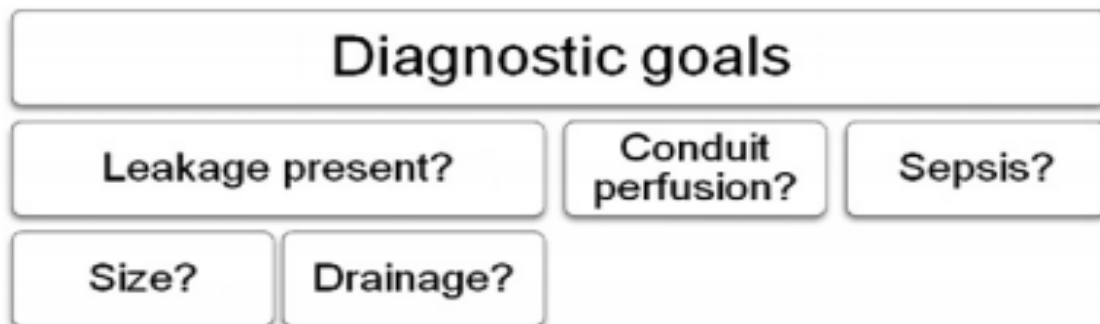 Diagnostic goals
Leakage present?
Conduit
perfusion?
Sepsis?
Size?
Drainage?